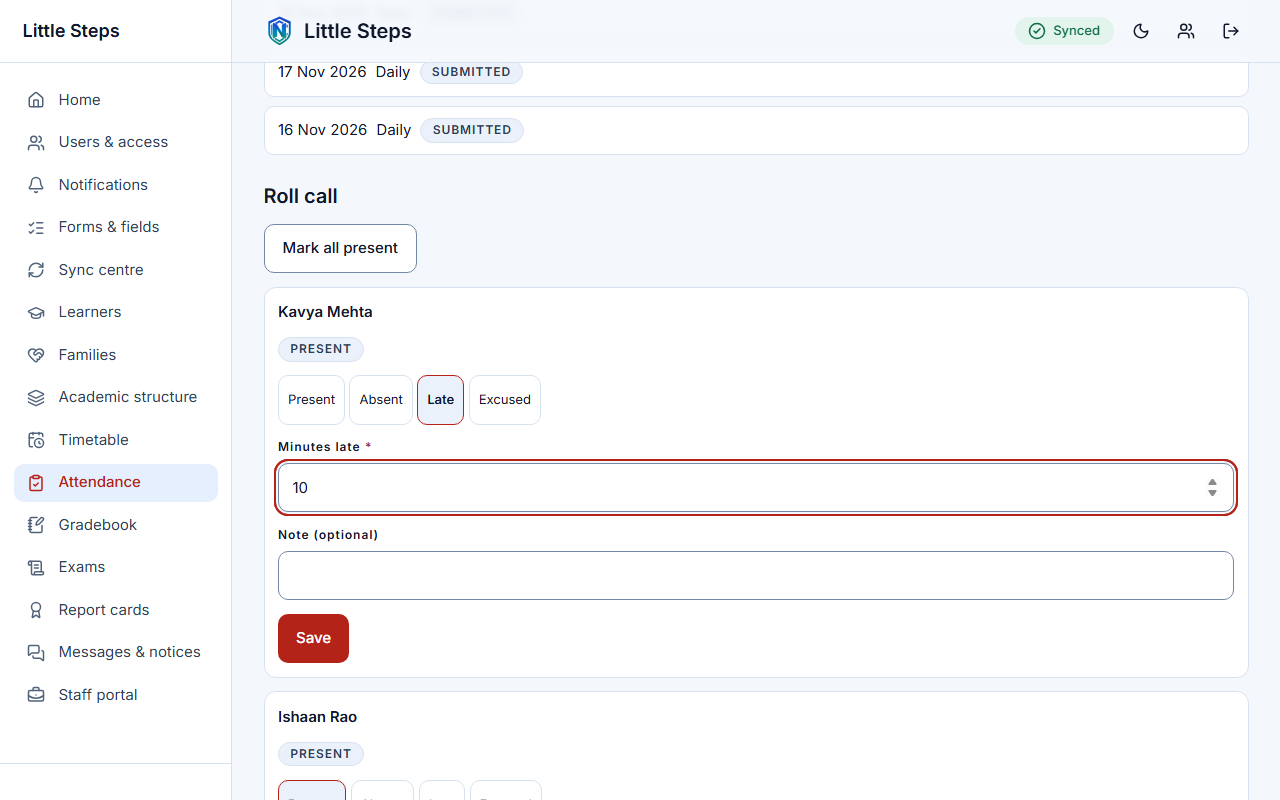 Little Steps
Little Steps
Synced
Home
Users & access
Notifications
Forms & fields
Sync centre
Learners
Families
Academic structure
Timetable
Attendance
Gradebook
Exams
Report cards
Messages & notices
Staff portal
17 Nov 2026 Daily SUBMITTED
16 Nov 2026 Daily SUBMITTED
Roll call
Mark all present
Kavya Mehta
PRESENT
Present Absent Late Excused
Minutes late *
10
Note (optional)
Save
Ishaan Rao
PRESENT